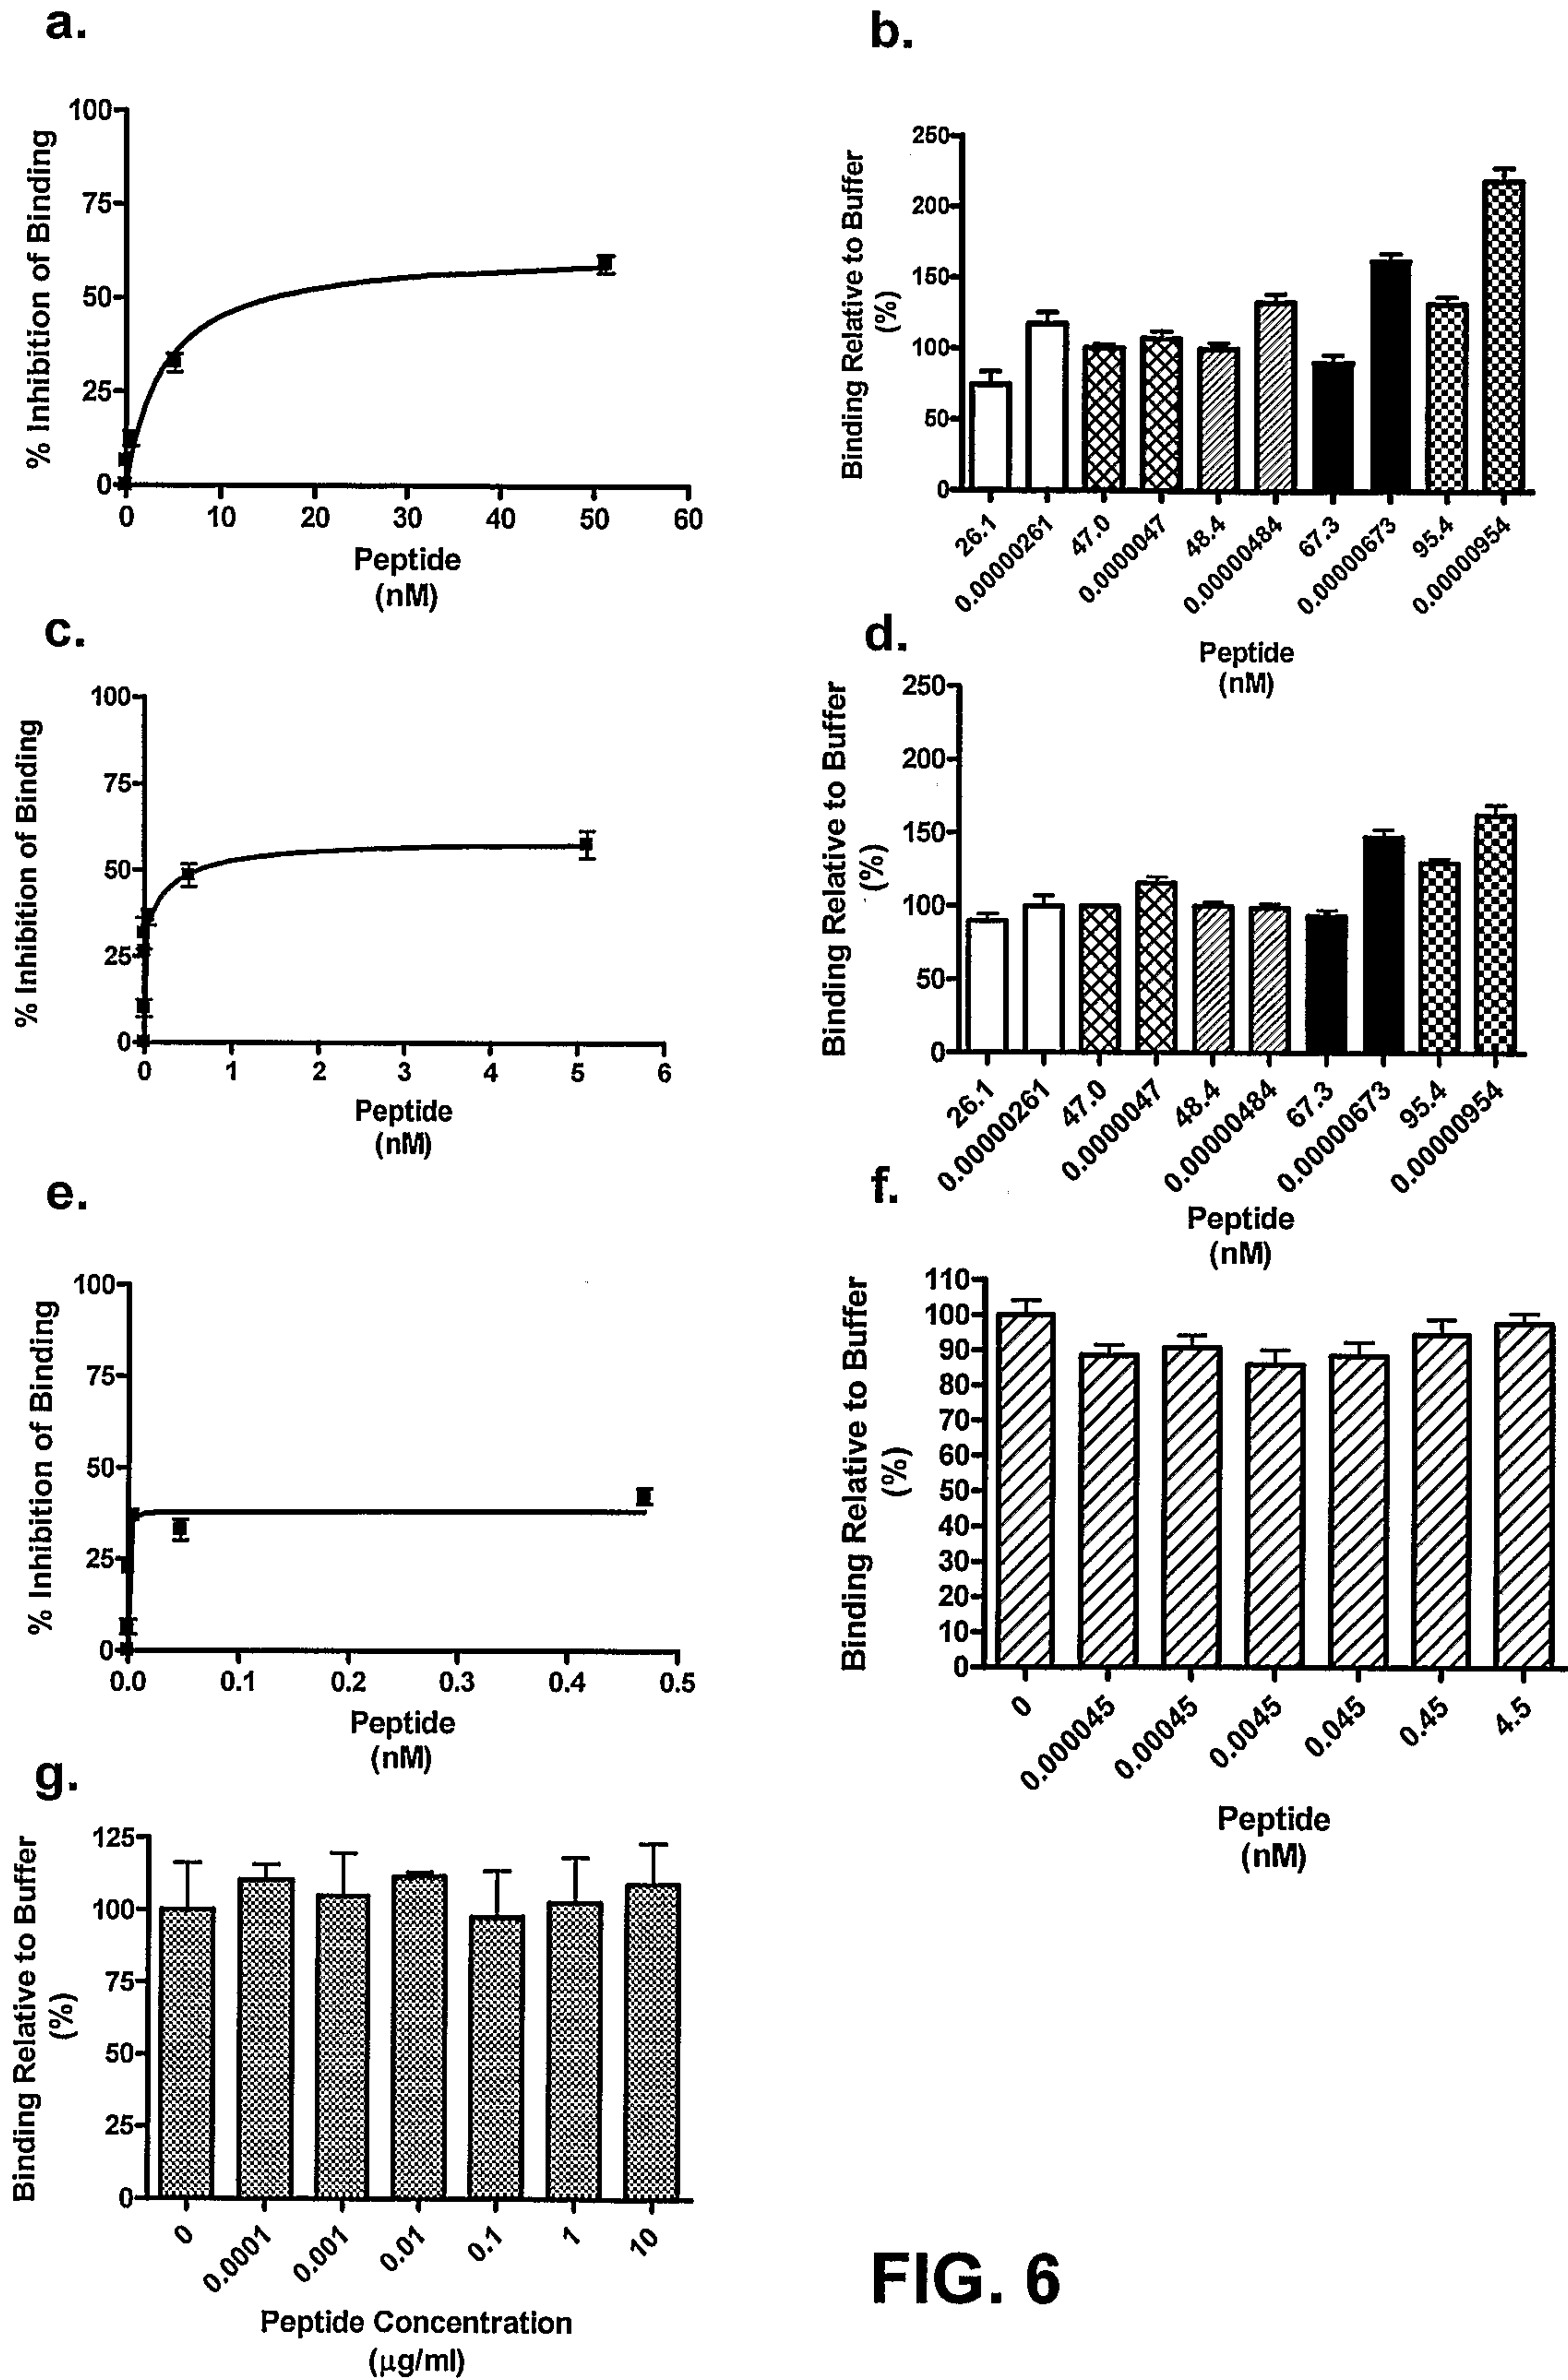 a.
100
75
50
25
0
% Inhibition of Binding
0 10 20 30 40 50 60
Peptide
(nM)
b.
250
200
150
100
50
0
Binding Relative to Buffer
(%)
26.1
0.00000261
47.0
0.0000047
48.4
0.00000484
67.3
0.00000673
95.4
0.00000954
Peptide
(nM)
c.
100
75
50
25
0
% Inhibition of Binding
0 1 2 3 4 5 6
Peptide
(nM)
d.
250
200
150
100
50
0
Binding Relative to Buffer
(%)
26.1
0.00000261
47.0
0.0000047
48.4
0.00000484
67.3
0.00000673
95.4
0.00000954
Peptide
(nM)
e.
100
75
50
25
0
% Inhibition of Binding
0.0 0.1 0.2 0.3 0.4 0.5
Peptide
(nM)
f.
110
100
90
80
70
60
50
40
30
20
10
0
Binding Relative to Buffer
(%)
0
0.000045
0.00045
0.0045
0.045
0.45
4.5
Peptide
(nM)
g.
125
100
75
50
25
0
Binding Relative to Buffer
(%)
0
0.0001
0.001
0.01
0.1
1
10
Peptide Concentration
(μg/ml)
FIG. 6